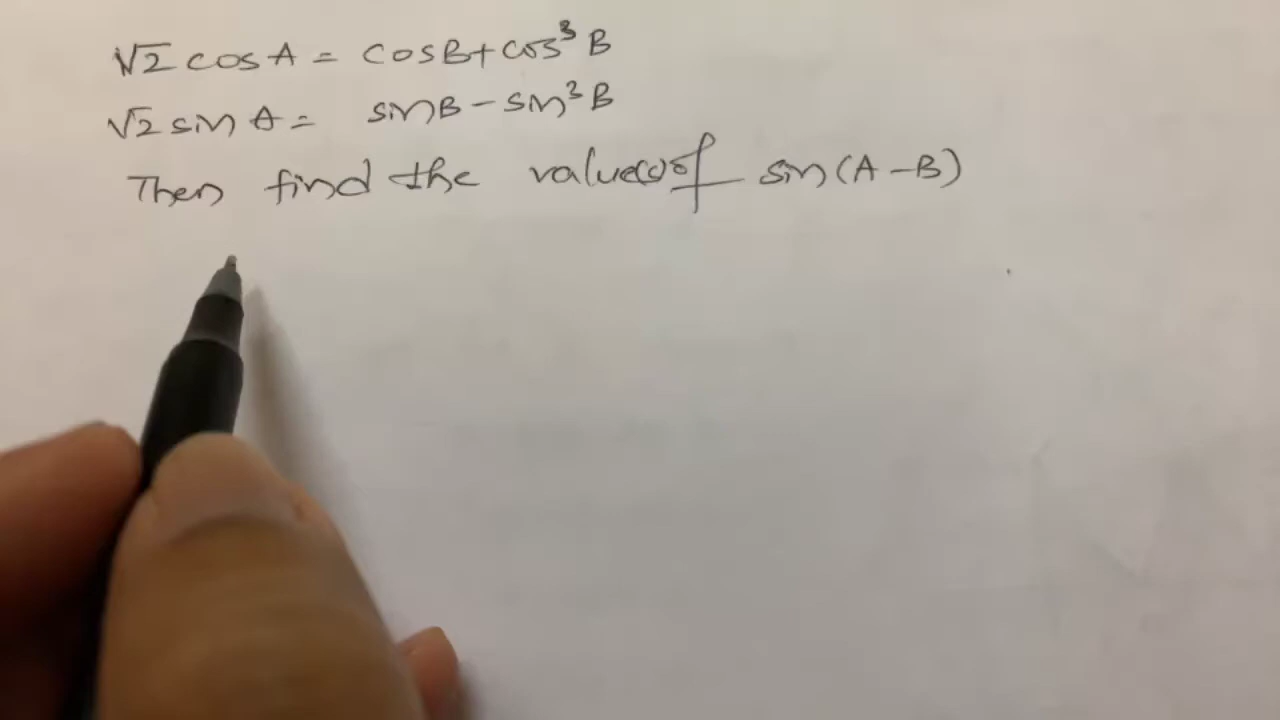 √2 cos A = cos B + cos³ B
√2 sin A = sin B − sin³ B
Then find the value(s) of sin(A − B)